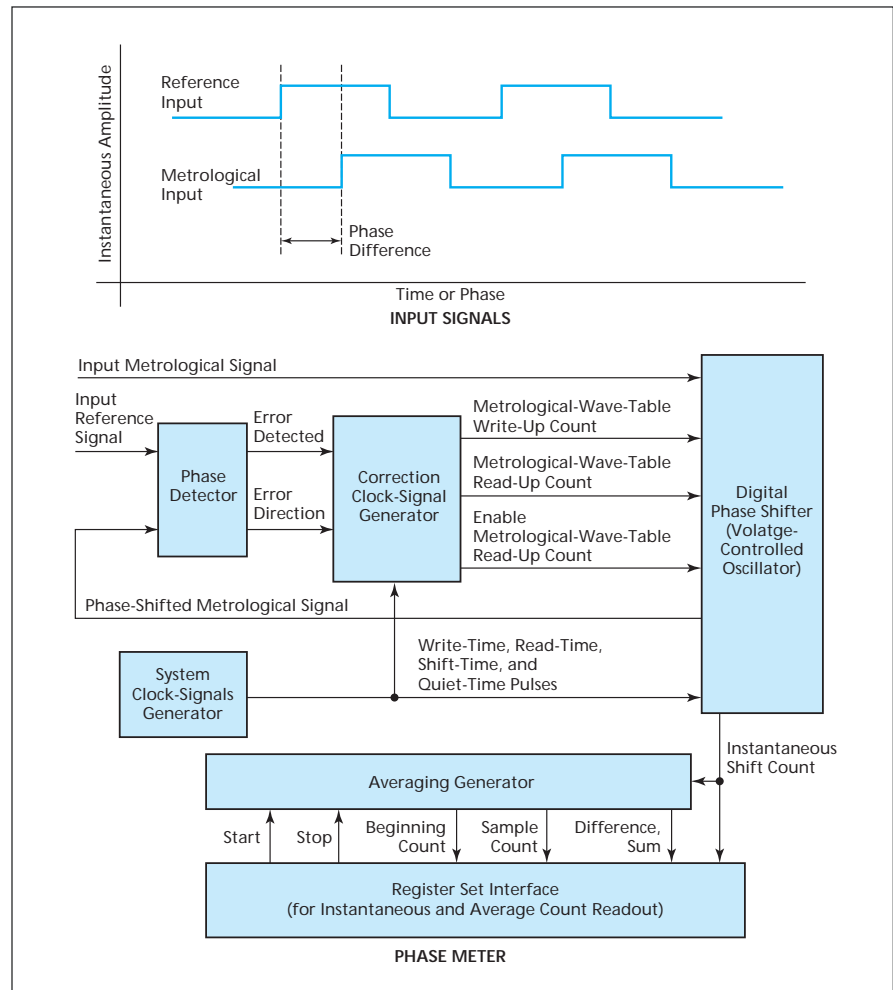 Instantaneous Amplitude
Reference
Input
Metrological
Input
Phase
Difference
Time or Phase
INPUT SIGNALS
Input Metrological Signal
Input
Reference
Signal
Error
Detected
Phase
Detector
Error
Direction
Correction
Clock-Signal
Generator
Metrological-Wave-Table
Write-Up Count
Metrological-Wave-Table
Read-Up Count
Enable
Metrological-Wave-Table
Read-Up Count
Digital
Phase Shifter
(Volatge-
Controlled
Oscillator)
Phase-Shifted Metrological Signal
System
Clock-Signals
Generator
Write-Time, Read-Time,
Shift-Time, and
Quiet-Time Pulses
Instantaneous
Shift Count
Averaging Generator
Start
Stop
Beginning
Count
Sample
Count
Difference,
Sum
Register Set Interface
(for Instantaneous and Average Count Readout)
PHASE METER